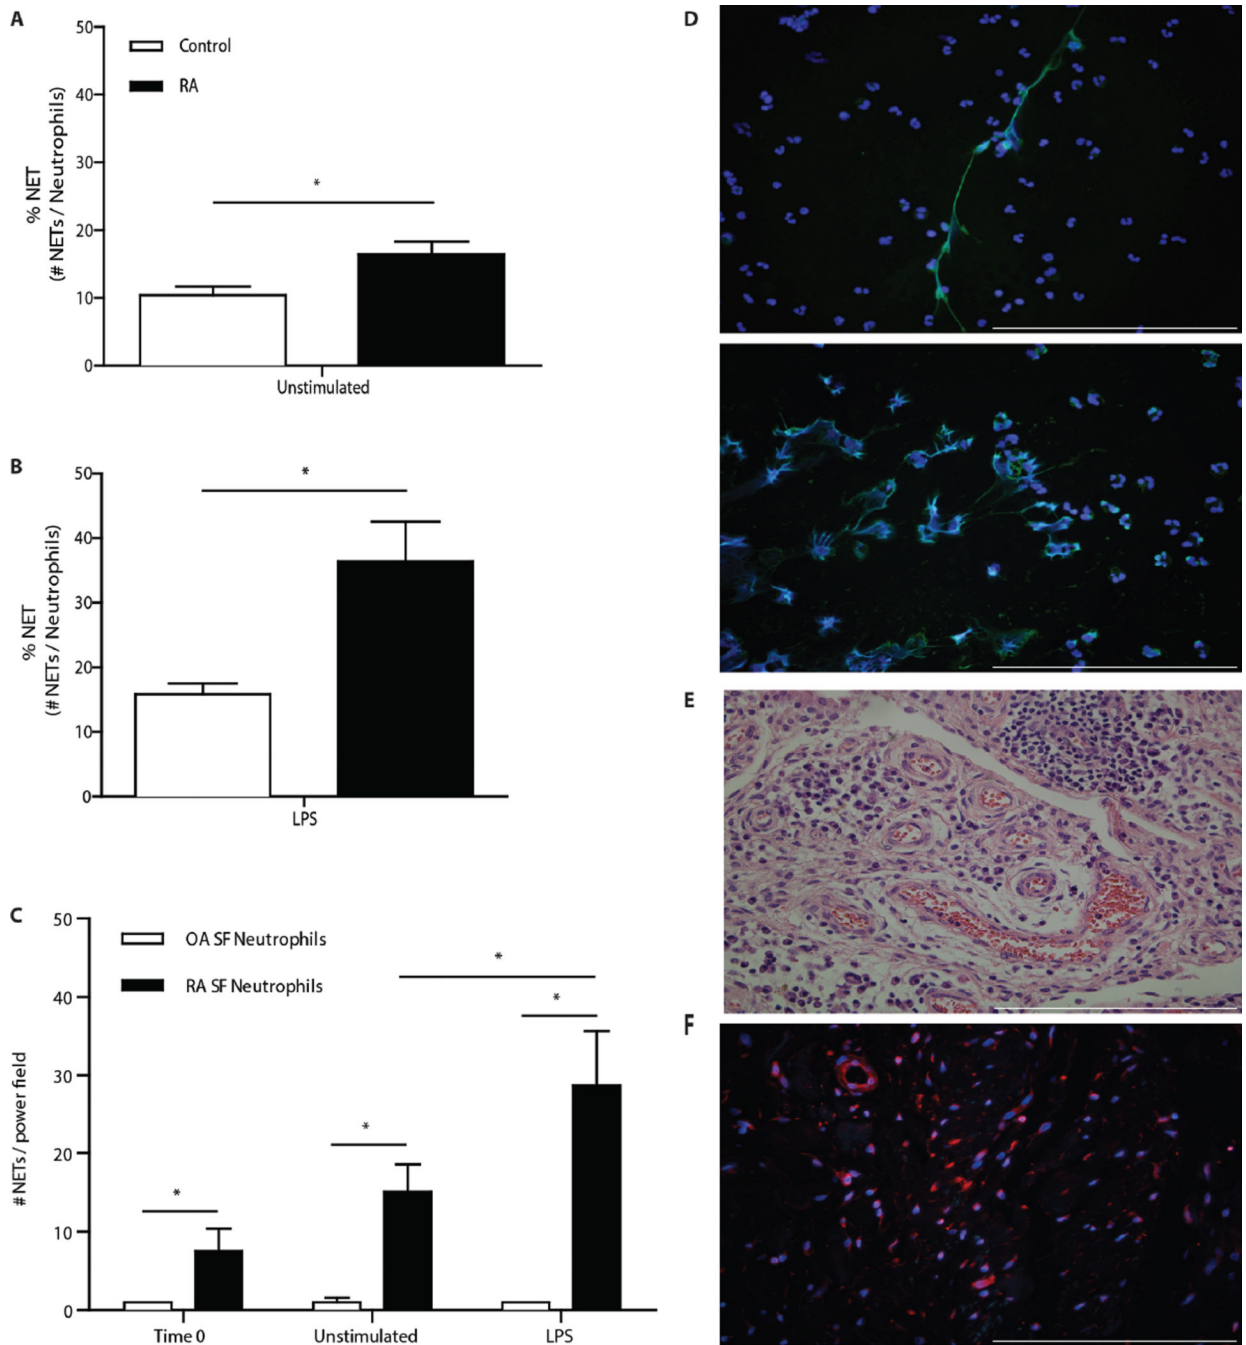 A
50
40
30
20
10
0
Control
RA
*
% NET
(# NETs / Neutrophils)
Unstimulated
B
50
40
30
20
10
0
*
% NET
(# NETs / Neutrophils)
LPS
C
50
40
30
20
10
0
OA SF Neutrophils
RA SF Neutrophils
*
*
*
*
# NETs / power field
Time 0
Unstimulated
LPS
D
E
F